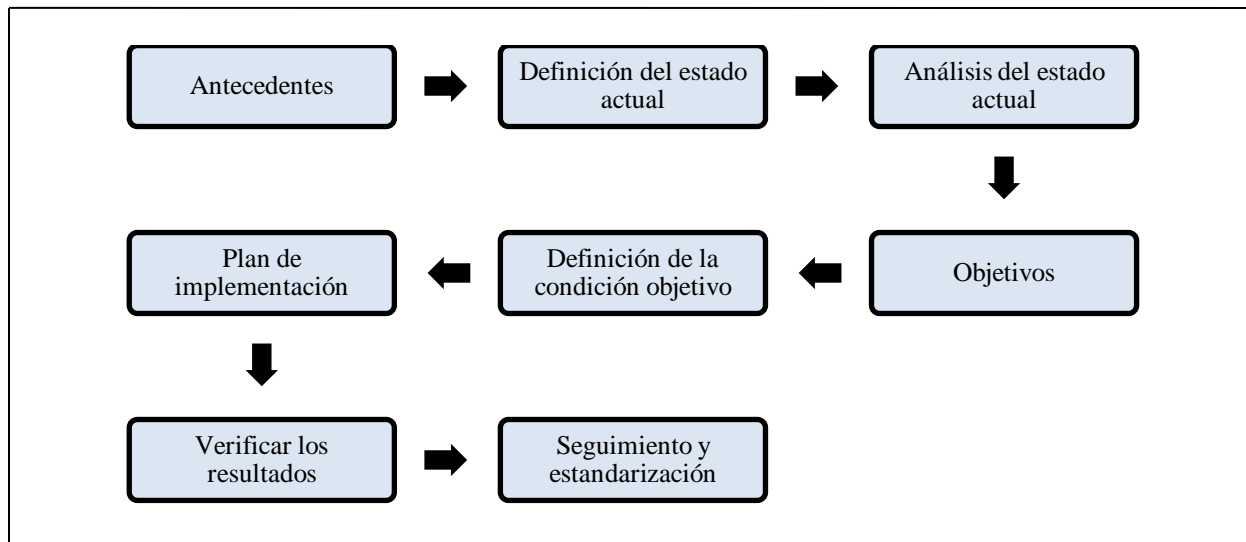 Antecedentes
Definición del estado
actual
Análisis del estado
actual
Objetivos
Definición de la
condición objetivo
Plan de
implementación
Verificar los
resultados
Seguimiento y
estandarización